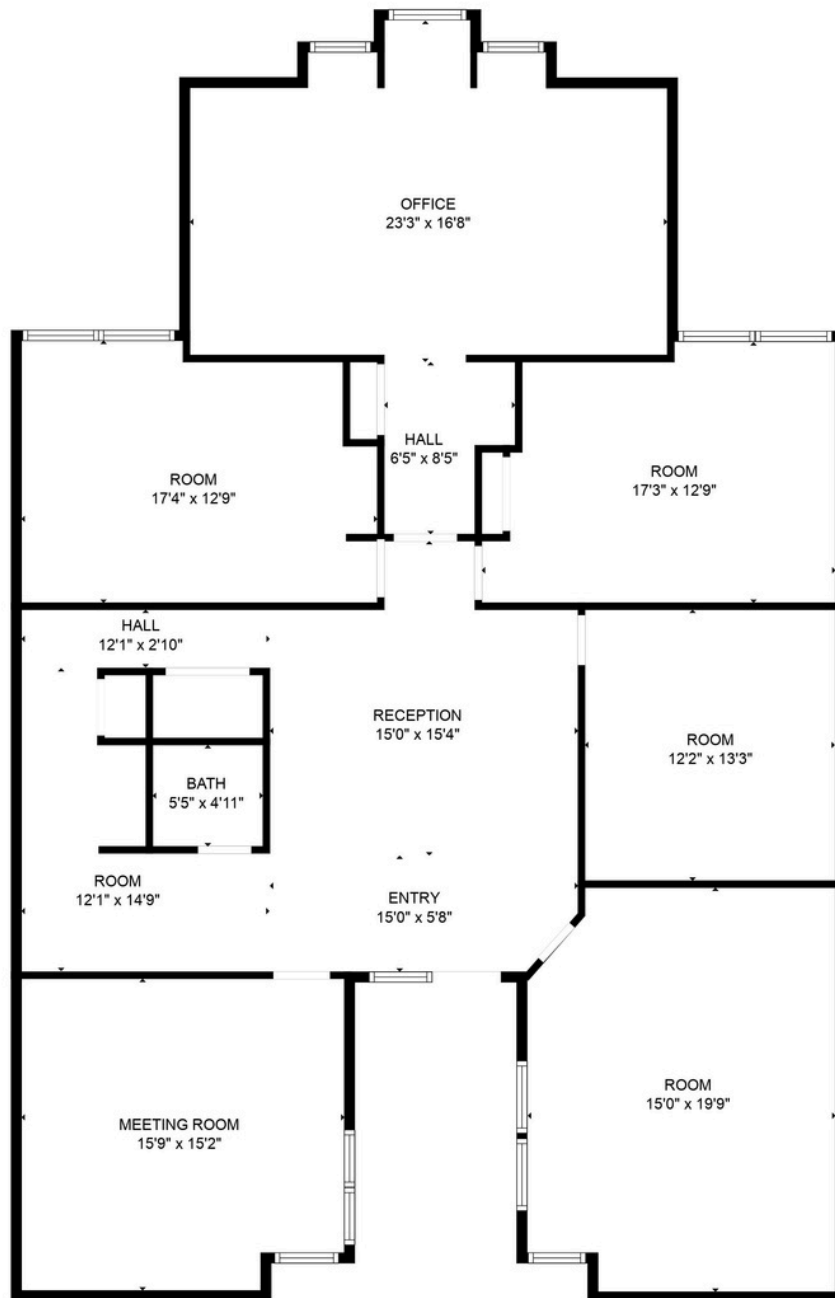 OFFICE
23'3" x 16'8"
HALL
6'5" x 8'5"
ROOM
17'4" x 12'9"
ROOM
17'3" x 12'9"
HALL
12'1" x 2'10"
RECEPTION
15'0" x 15'4"
ROOM
12'2" x 13'3"
BATH
5'5" x 4'11"
ROOM
12'1" x 14'9"
ENTRY
15'0" x 5'8"
MEETING ROOM
15'9" x 15'2"
ROOM
15'0" x 19'9"